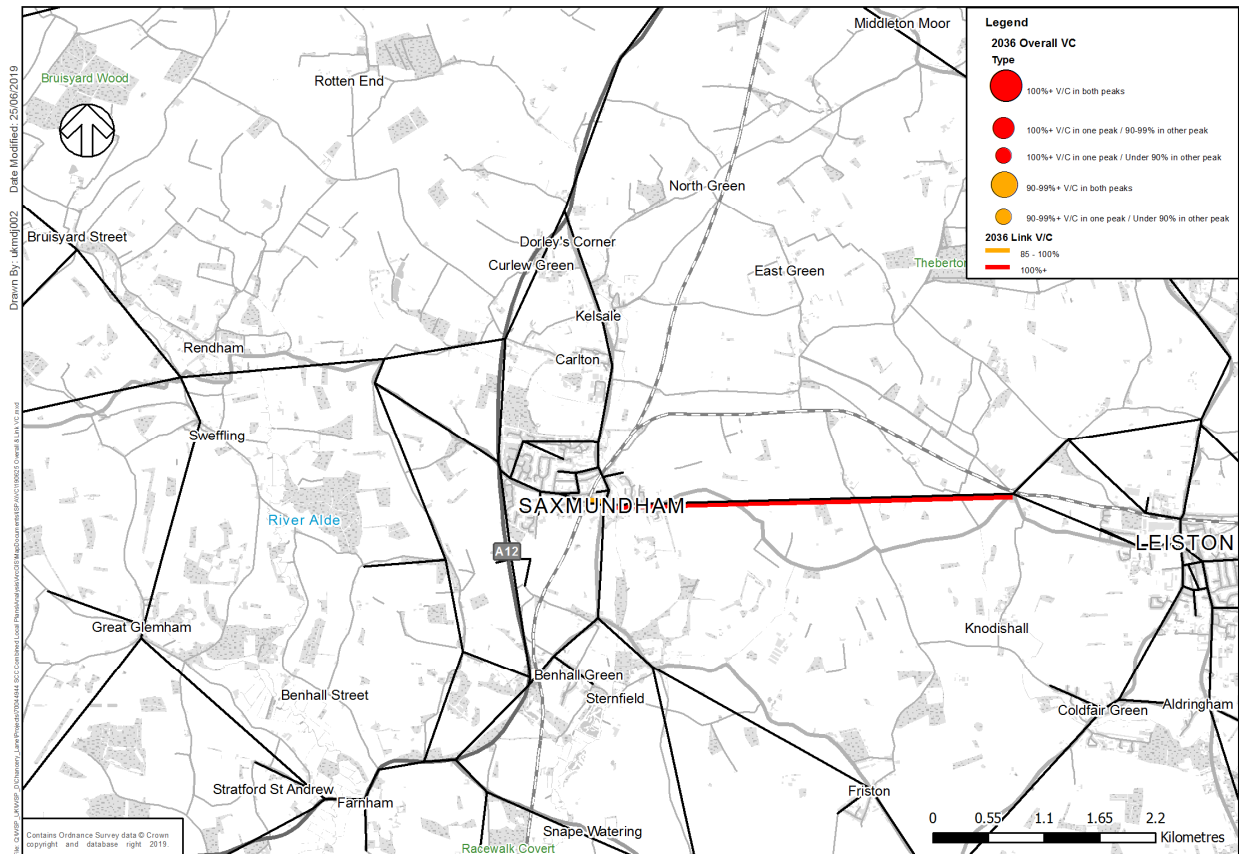 Middleton Moor
Bruisyard Wood
Rotten End
North Green
Bruisyard Street
Dorley's Corner
Curlew Green
East Green
Theberton
Kelsale
Rendham
Carlton
Sweffling
SAXMUNDHAM
River Alde
A12
LEISTON
Great Glemham
Knodishall
Benhall Green
Benhall Street
Sternfield
Coldfair Green
Aldringham
Stratford St Andrew
Farnham
Friston
Snape Watering
Racewalk Covert
Legend
2036 Overall VC
Type
100%+ V/C in both peaks
100%+ V/C in one peak / 90-99% in other peak
100%+ V/C in one peak / Under 90% in other peak
90-99%+ V/C in both peaks
90-99%+ V/C in one peak / Under 90% in other peak
2036 Link V/C
85 - 100%
100%+
0 0.55 1.1 1.65 2.2
Kilometres
Contains Ordnance Survey data © Crown
copyright and database right 2019.
Drawn By: ukmdj002 Date Modified: 25/06/2019